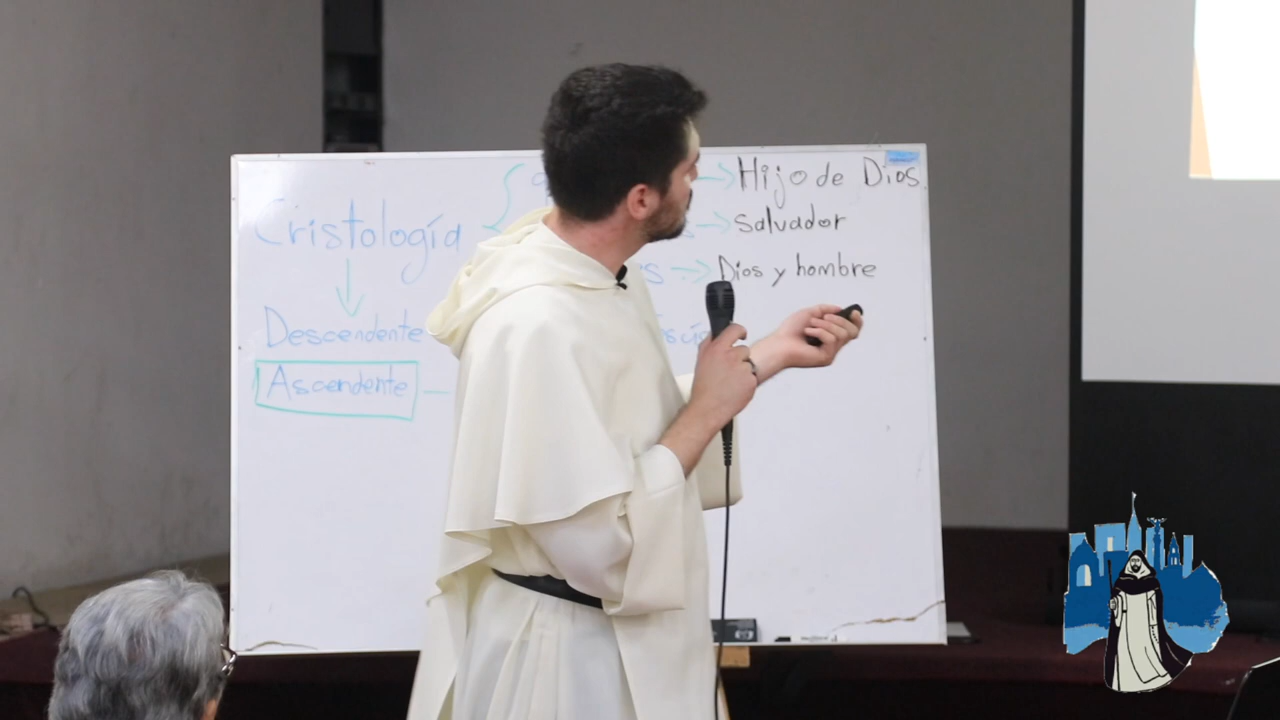 Cristología
Hijo de Dios
Salvador
Dios y hombre
Descendente
Ascendente